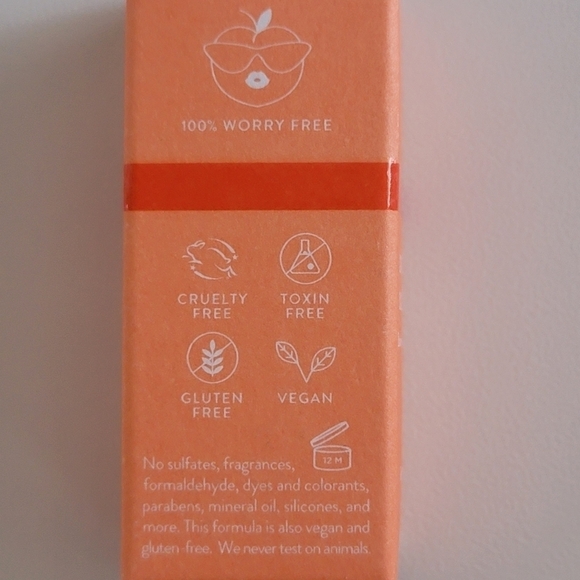 100% WORRY FREE
CRUELTY FREE
TOXIN FREE
GLUTEN FREE
VEGAN
12 M
No sulfates, fragrances,
formaldehyde, dyes and colorants,
parabens, mineral oil, silicones, and
more. This formula is also vegan and
gluten-free. We never test on animals.